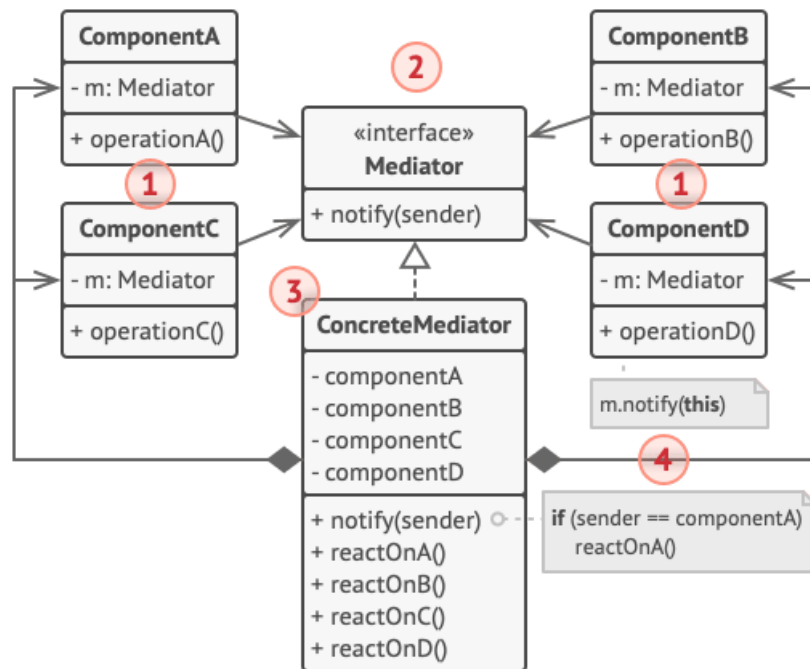 ComponentA
- m: Mediator
+ operationA()
1
ComponentC
- m: Mediator
+ operationC()
2
«interface»
Mediator
+ notify(sender)
ComponentB
- m: Mediator
+ operationB()
1
ComponentD
- m: Mediator
+ operationD()
m.notify(this)
3
ConcreteMediator
- componentA
- componentB
- componentC
- componentD
+ notify(sender)
+ reactOnA()
+ reactOnB()
+ reactOnC()
+ reactOnD()
4
if (sender == componentA)
reactOnA()